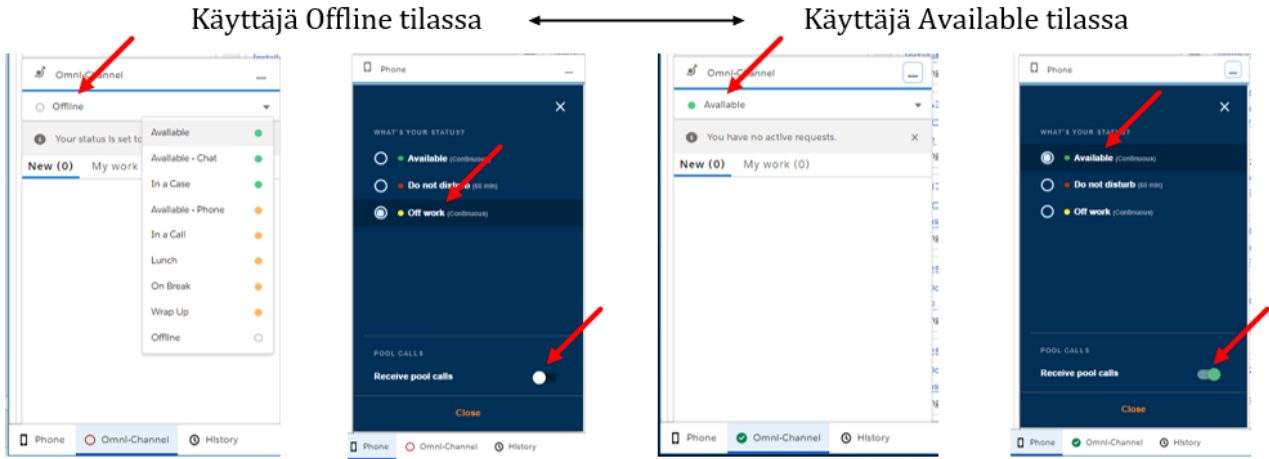 Käyttäjä Offline tilassa
Käyttäjä Available tilassa
Omni-Channel
Offline
Your status is set to
New (0) My work
Available
Available - Chat
In a Case
Available - Phone
In a Call
Lunch
On Break
Wrap Up
Offline
Phone Omni-Channel History
Phone
WHAT'S YOUR STATUS?
Available (Continuous)
Do not disturb (60 min)
Off work (Continuous)
POOL CALLS
Receive pool calls
Close
Phone Omni-Channel History
Omni-Channel
Available
You have no active requests.
New (0) My work (0)
Phone Omni-Channel History
Phone
WHAT'S YOUR STATUS?
Available (Continuous)
Do not disturb (60 min)
Off work (Continuous)
POOL CALLS
Receive pool calls
Close
Phone Omni-Channel History